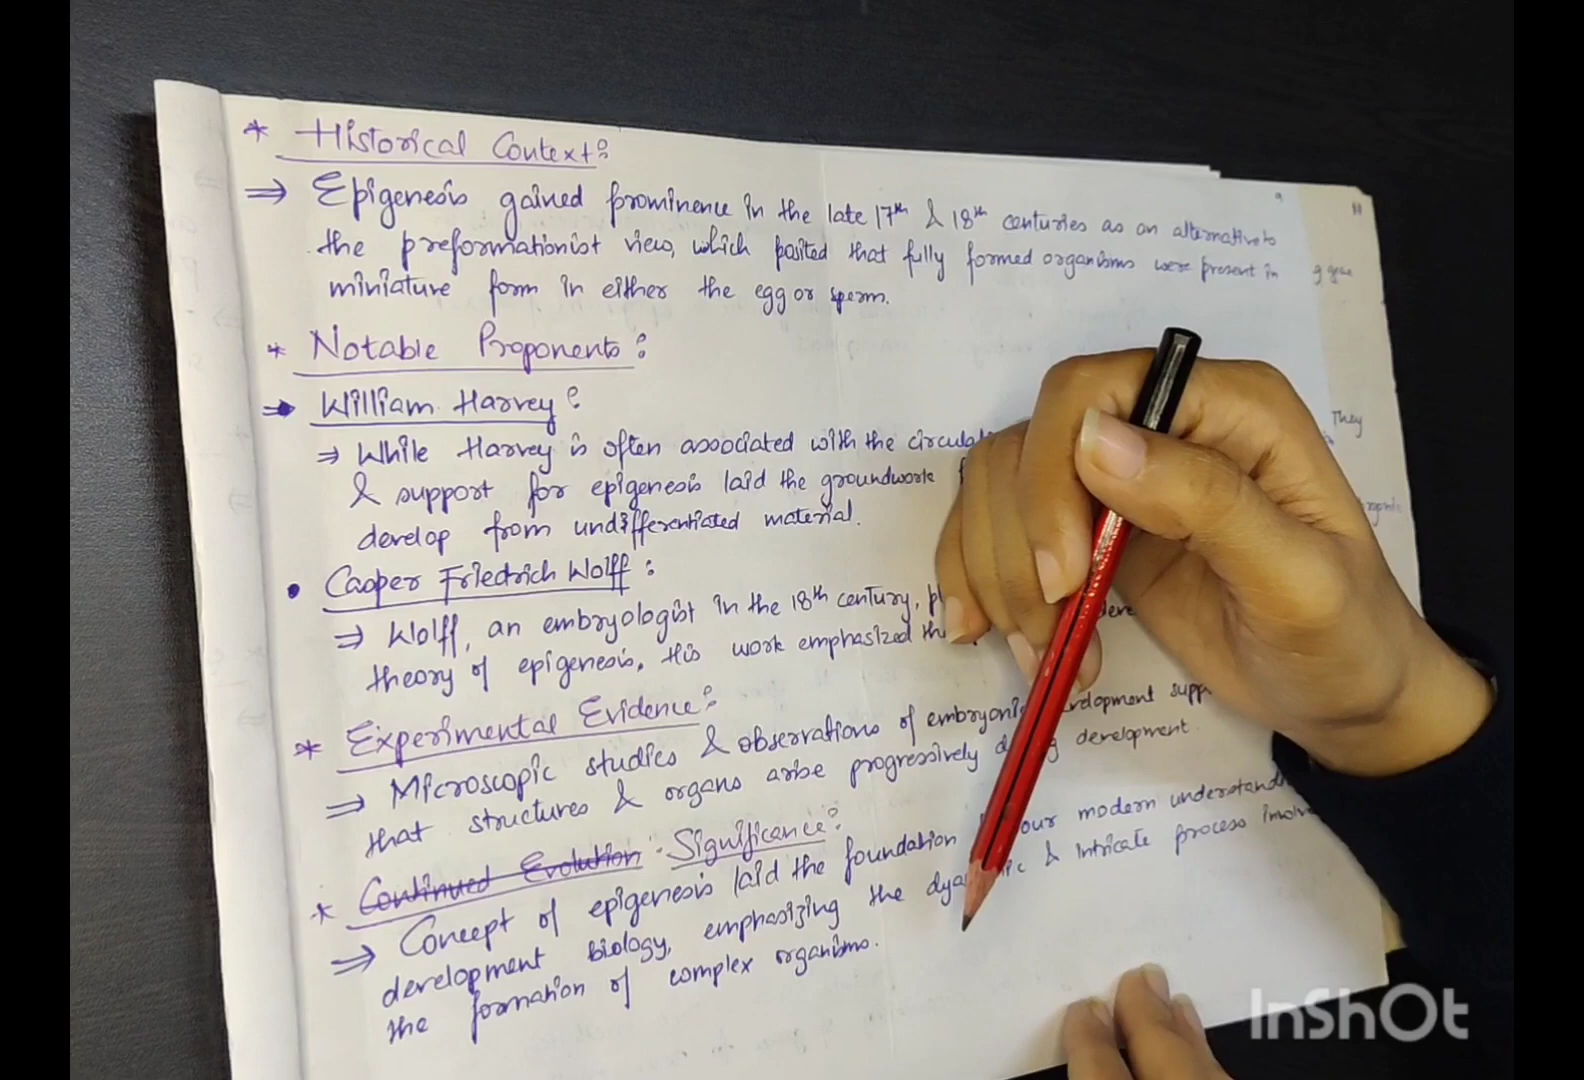 * Historical Context:
⇒ Epigenesis gained prominence in the late 17th & 18th centuries as an alternative to
the preformationist view, which posited that fully formed organisms were present in
miniature form in either the egg or sperm.
* Notable Proponents:
→ William Harvey:
⇒ While Harvey is often associated with the
& support for epigenesis laid the groundwork
develop from undifferentiated material.
• Casper Friedrich Wolff:
⇒ Wolff, an embryologist in the 18th century,
theory of epigenesis. His work emphasized
* Experimental Evidence:
⇒ Microscopic studies & observations of
that structures & organs arise progressively development.
* Continued Evolution: Significance:
⇒ Concept of epigenesis laid the foundation our modern
development biology, emphasizing the & intricate process
the formation of complex organisms.
They
InShOt